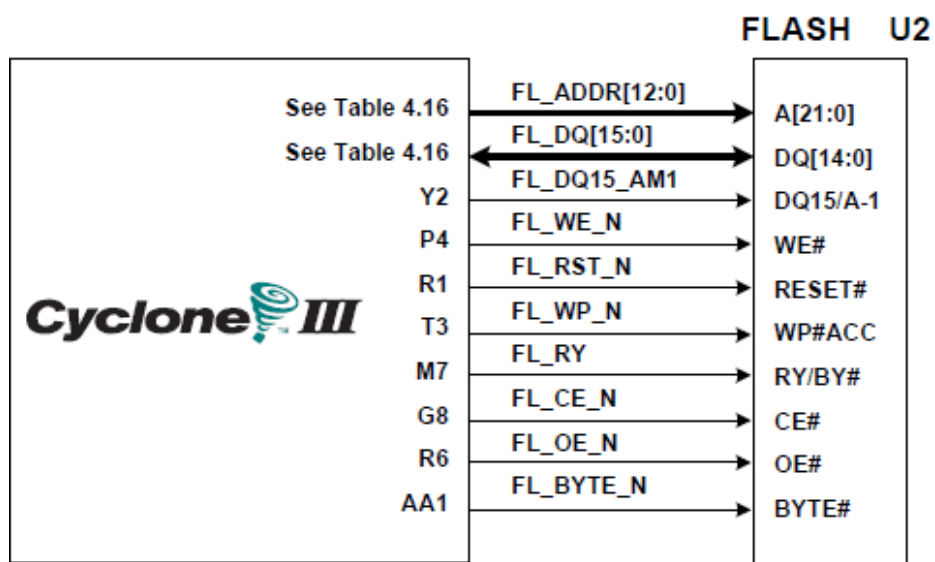 FLASH U2
See Table 4.16 FL_ADDR[12:0] A[21:0]
See Table 4.16 FL_DQ[15:0] DQ[14:0]
Y2 FL_DQ15_AM1 DQ15/A-1
P4 FL_WE_N WE#
R1 FL_RST_N RESET#
Cyclone III
T3 FL_WP_N WP#ACC
M7 FL_RY RY/BY#
G8 FL_CE_N CE#
R6 FL_OE_N OE#
AA1 FL_BYTE_N BYTE#